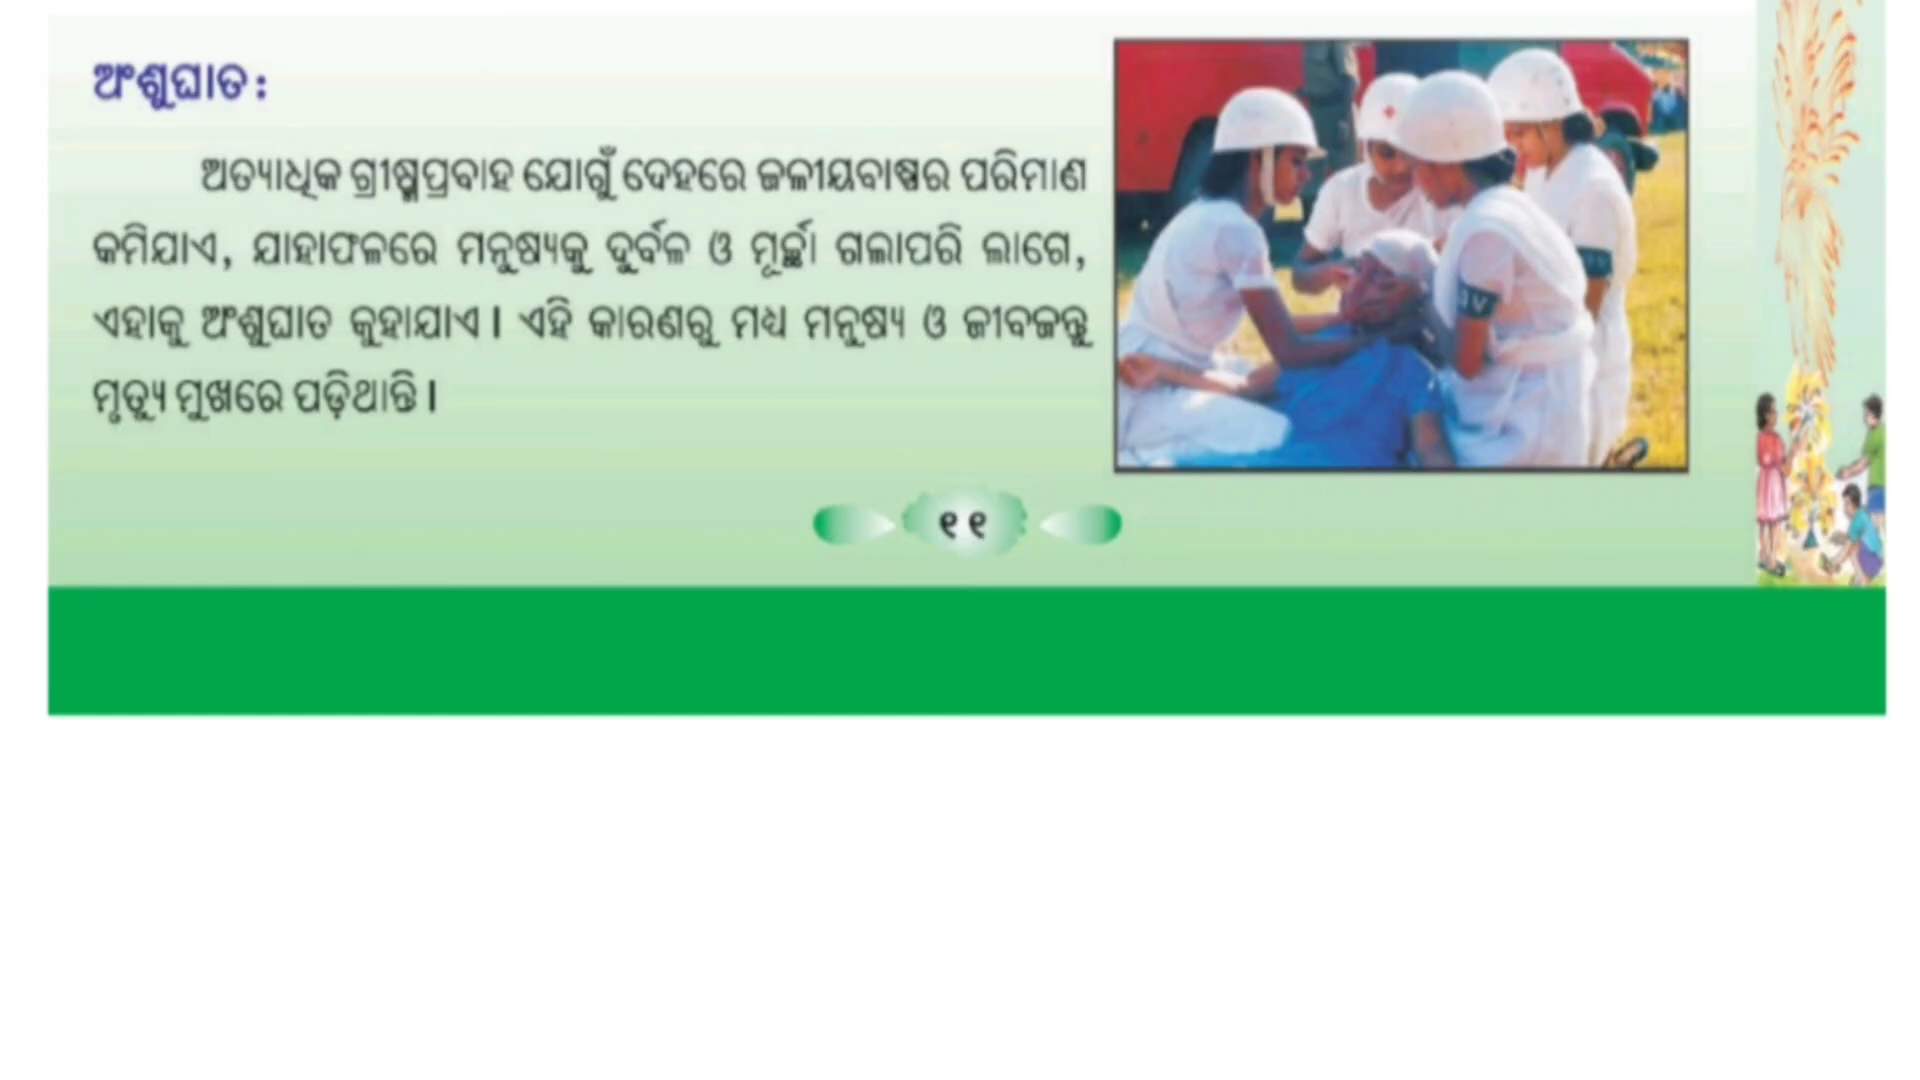 ଅଂଶୁଘାତ :
ଅତ୍ୟାଧିକ ଗ୍ରୀଷ୍ମପ୍ରବାହ ଯୋଗୁଁ ଦେହରେ ଜଳୀୟବାଷ୍ପର ପରିମାଣ
କମିଯାଏ, ଯାହାଫଳରେ ମନୁଷ୍ୟକୁ ଦୁର୍ବଳ ଓ ମୂର୍ଚ୍ଛା ଗଲାପରି ଲାଗେ,
ଏହାକୁ ଅଂଶୁଘାତ କୁହାଯାଏ । ଏହି କାରଣରୁ ମଧ୍ୟ ମନୁଷ୍ୟ ଓ ଜୀବଜନ୍ତୁ
ମୃତ୍ୟୁ ମୁଖରେ ପଡ଼ିଥାନ୍ତି ।
୧୧